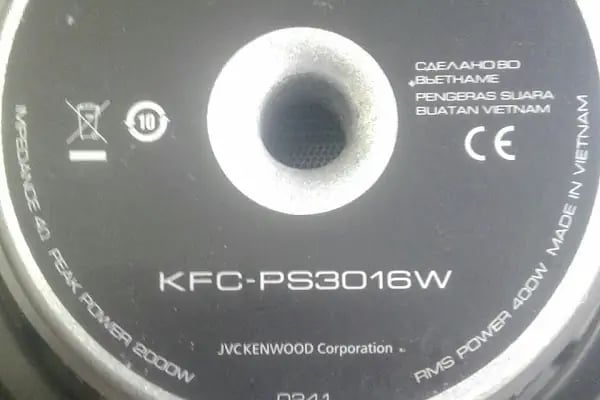 СДЕЛАНО ВО
ВЬЕТНАМЕ
PENGERAS SUARA
BUATAN VIETNAM
10
CE
IMPEDANCE 4Ω PEAK POWER 2000W
RMS POWER 400W MADE IN VIETNAM
KFC-PS3016W
JVCKENWOOD Corporation